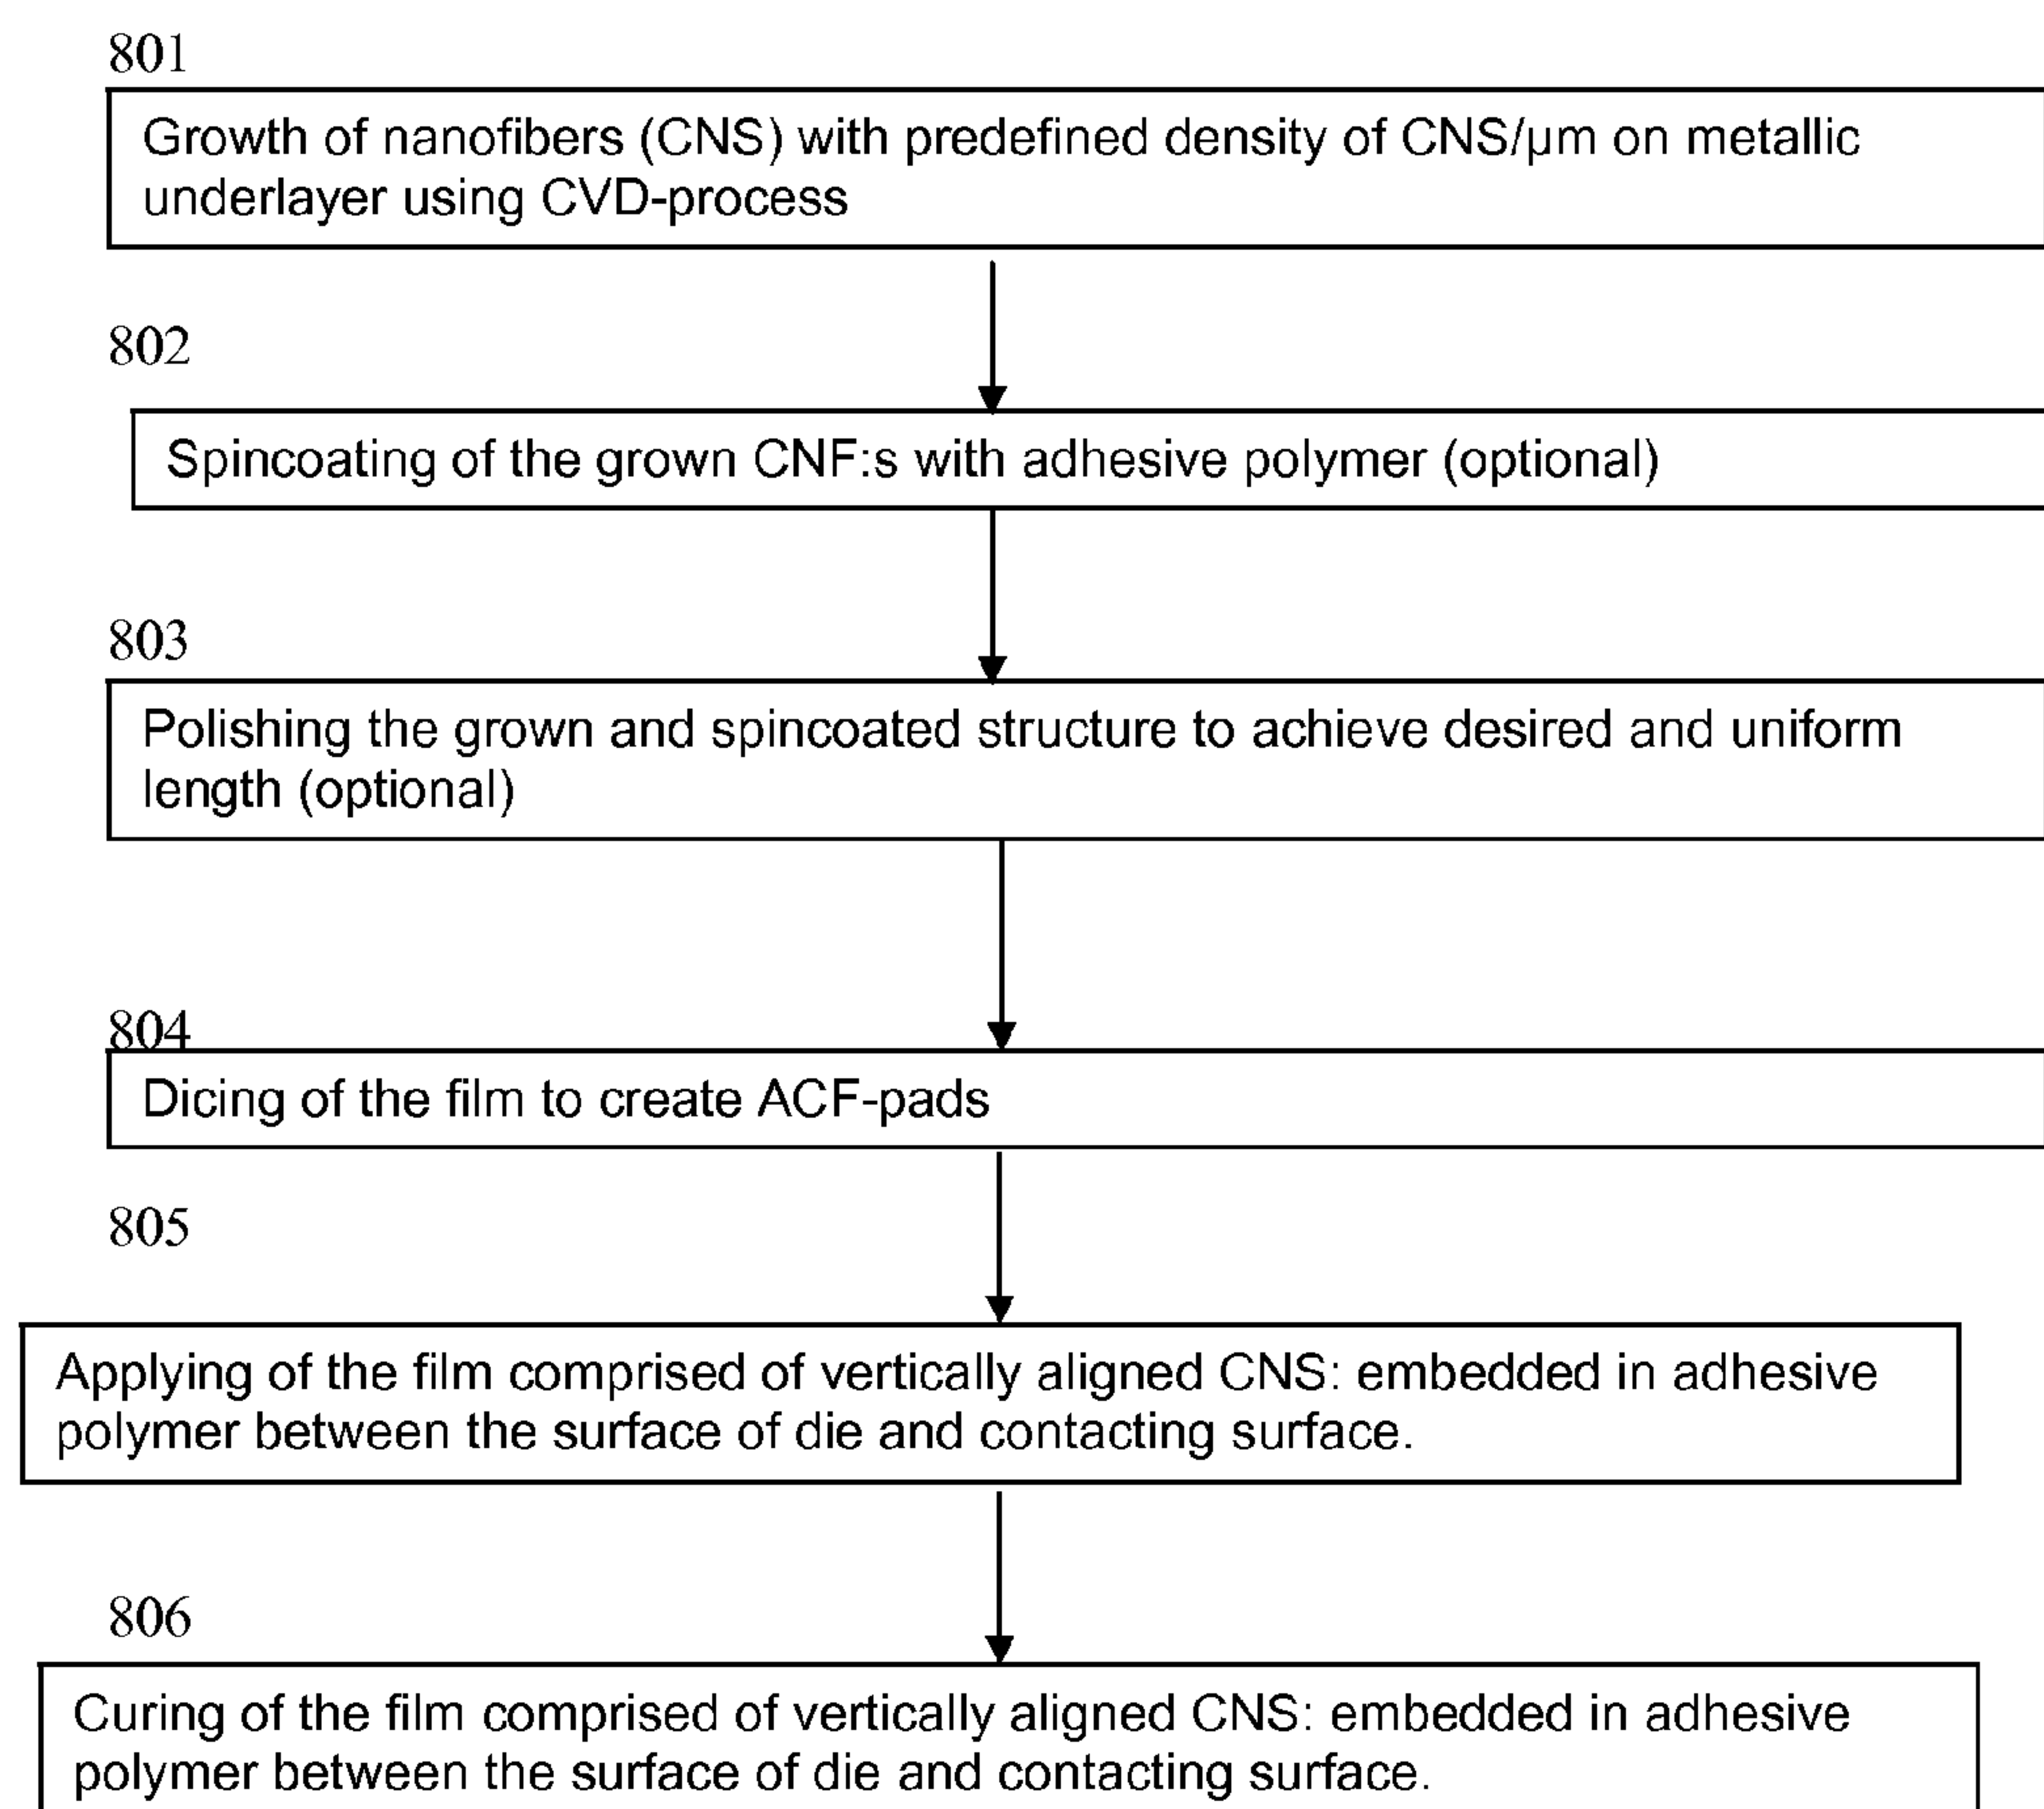 801
Growth of nanofibers (CNS) with predefined density of CNS/µm on metallic
underlayer using CVD-process
802
Spincoating of the grown CNF:s with adhesive polymer (optional)
803
Polishing the grown and spincoated structure to achieve desired and uniform
length (optional)
804
Dicing of the film to create ACF-pads
805
Applying of the film comprised of vertically aligned CNS: embedded in adhesive
polymer between the surface of die and contacting surface.
806
Curing of the film comprised of vertically aligned CNS: embedded in adhesive
polymer between the surface of die and contacting surface.